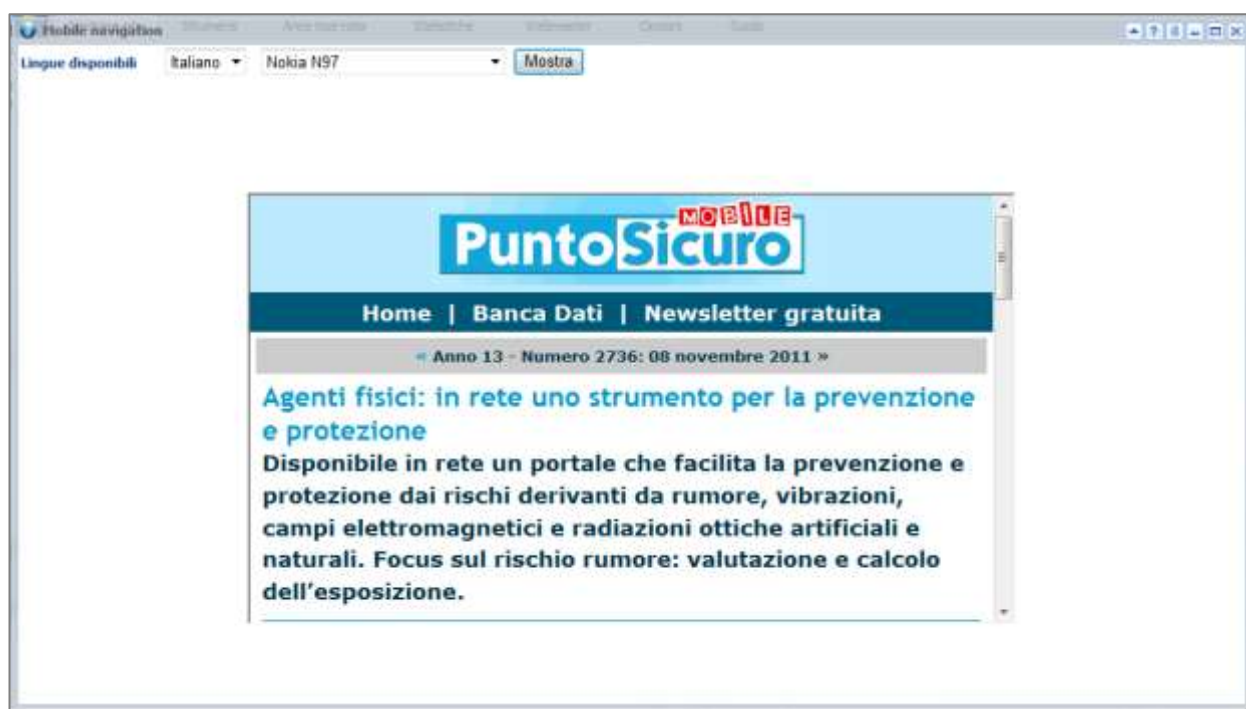 Mobile navigation
Lingue disponibili Italiano Nokia N97 Mostra
MOBILE
PuntoSicuro
Home | Banca Dati | Newsletter gratuita
« Anno 13 - Numero 2736: 08 novembre 2011 »
Agenti fisici: in rete uno strumento per la prevenzione
e protezione
Disponibile in rete un portale che facilita la prevenzione e
protezione dai rischi derivanti da rumore, vibrazioni,
campi elettromagnetici e radiazioni ottiche artificiali e
naturali. Focus sul rischio rumore: valutazione e calcolo
dell’esposizione.